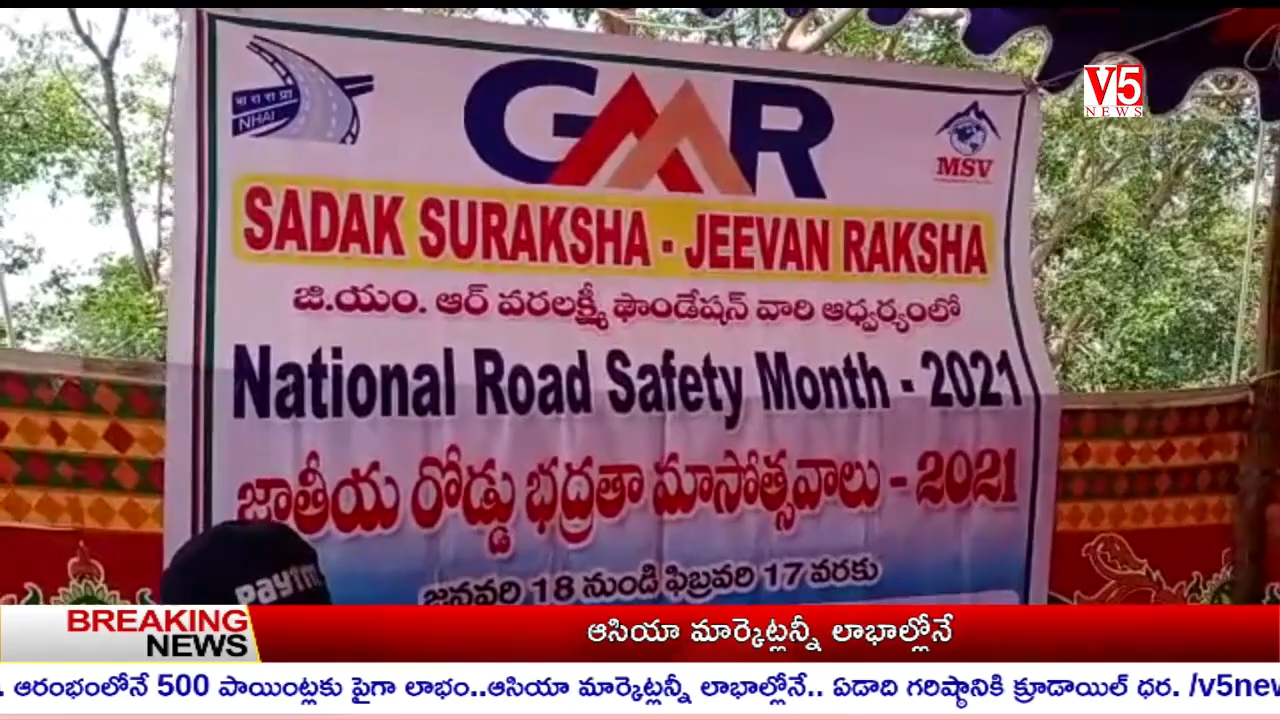 भा रा रा प्रा
NHAI
GMR
V5
NEWS
MSV
SADAK SURAKSHA - JEEVAN RAKSHA
జి.యం. ఆర్ వరలక్ష్మీ ఫౌండేషన్ వారి ఆధ్వర్యంలో
National Road Safety Month - 2021
జాతీయ రోడ్డు భద్రతా మాసోత్సవాలు - 2021
జనవరి 18 నుండి ఫిబ్రవరి 17 వరకు
Paytm
BREAKING
NEWS
ఆసియా మార్కెట్లన్నీ లాభాల్లోనే
. ఆరంభంలోనే 500 పాయింట్లకు పైగా లాభం..ఆసియా మార్కెట్లన్నీ లాభాల్లోనే.. ఏడాది గరిష్ఠానికి క్రూడాయిల్ ధర. /v5new